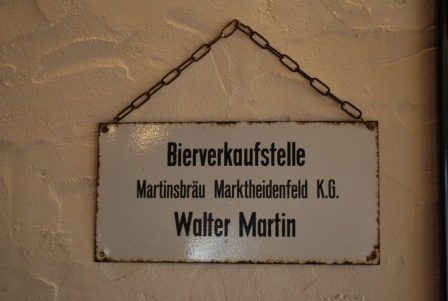 Bierverkaufstelle
Martinsbräu Marktheidenfeld K.G.
Walter Martin